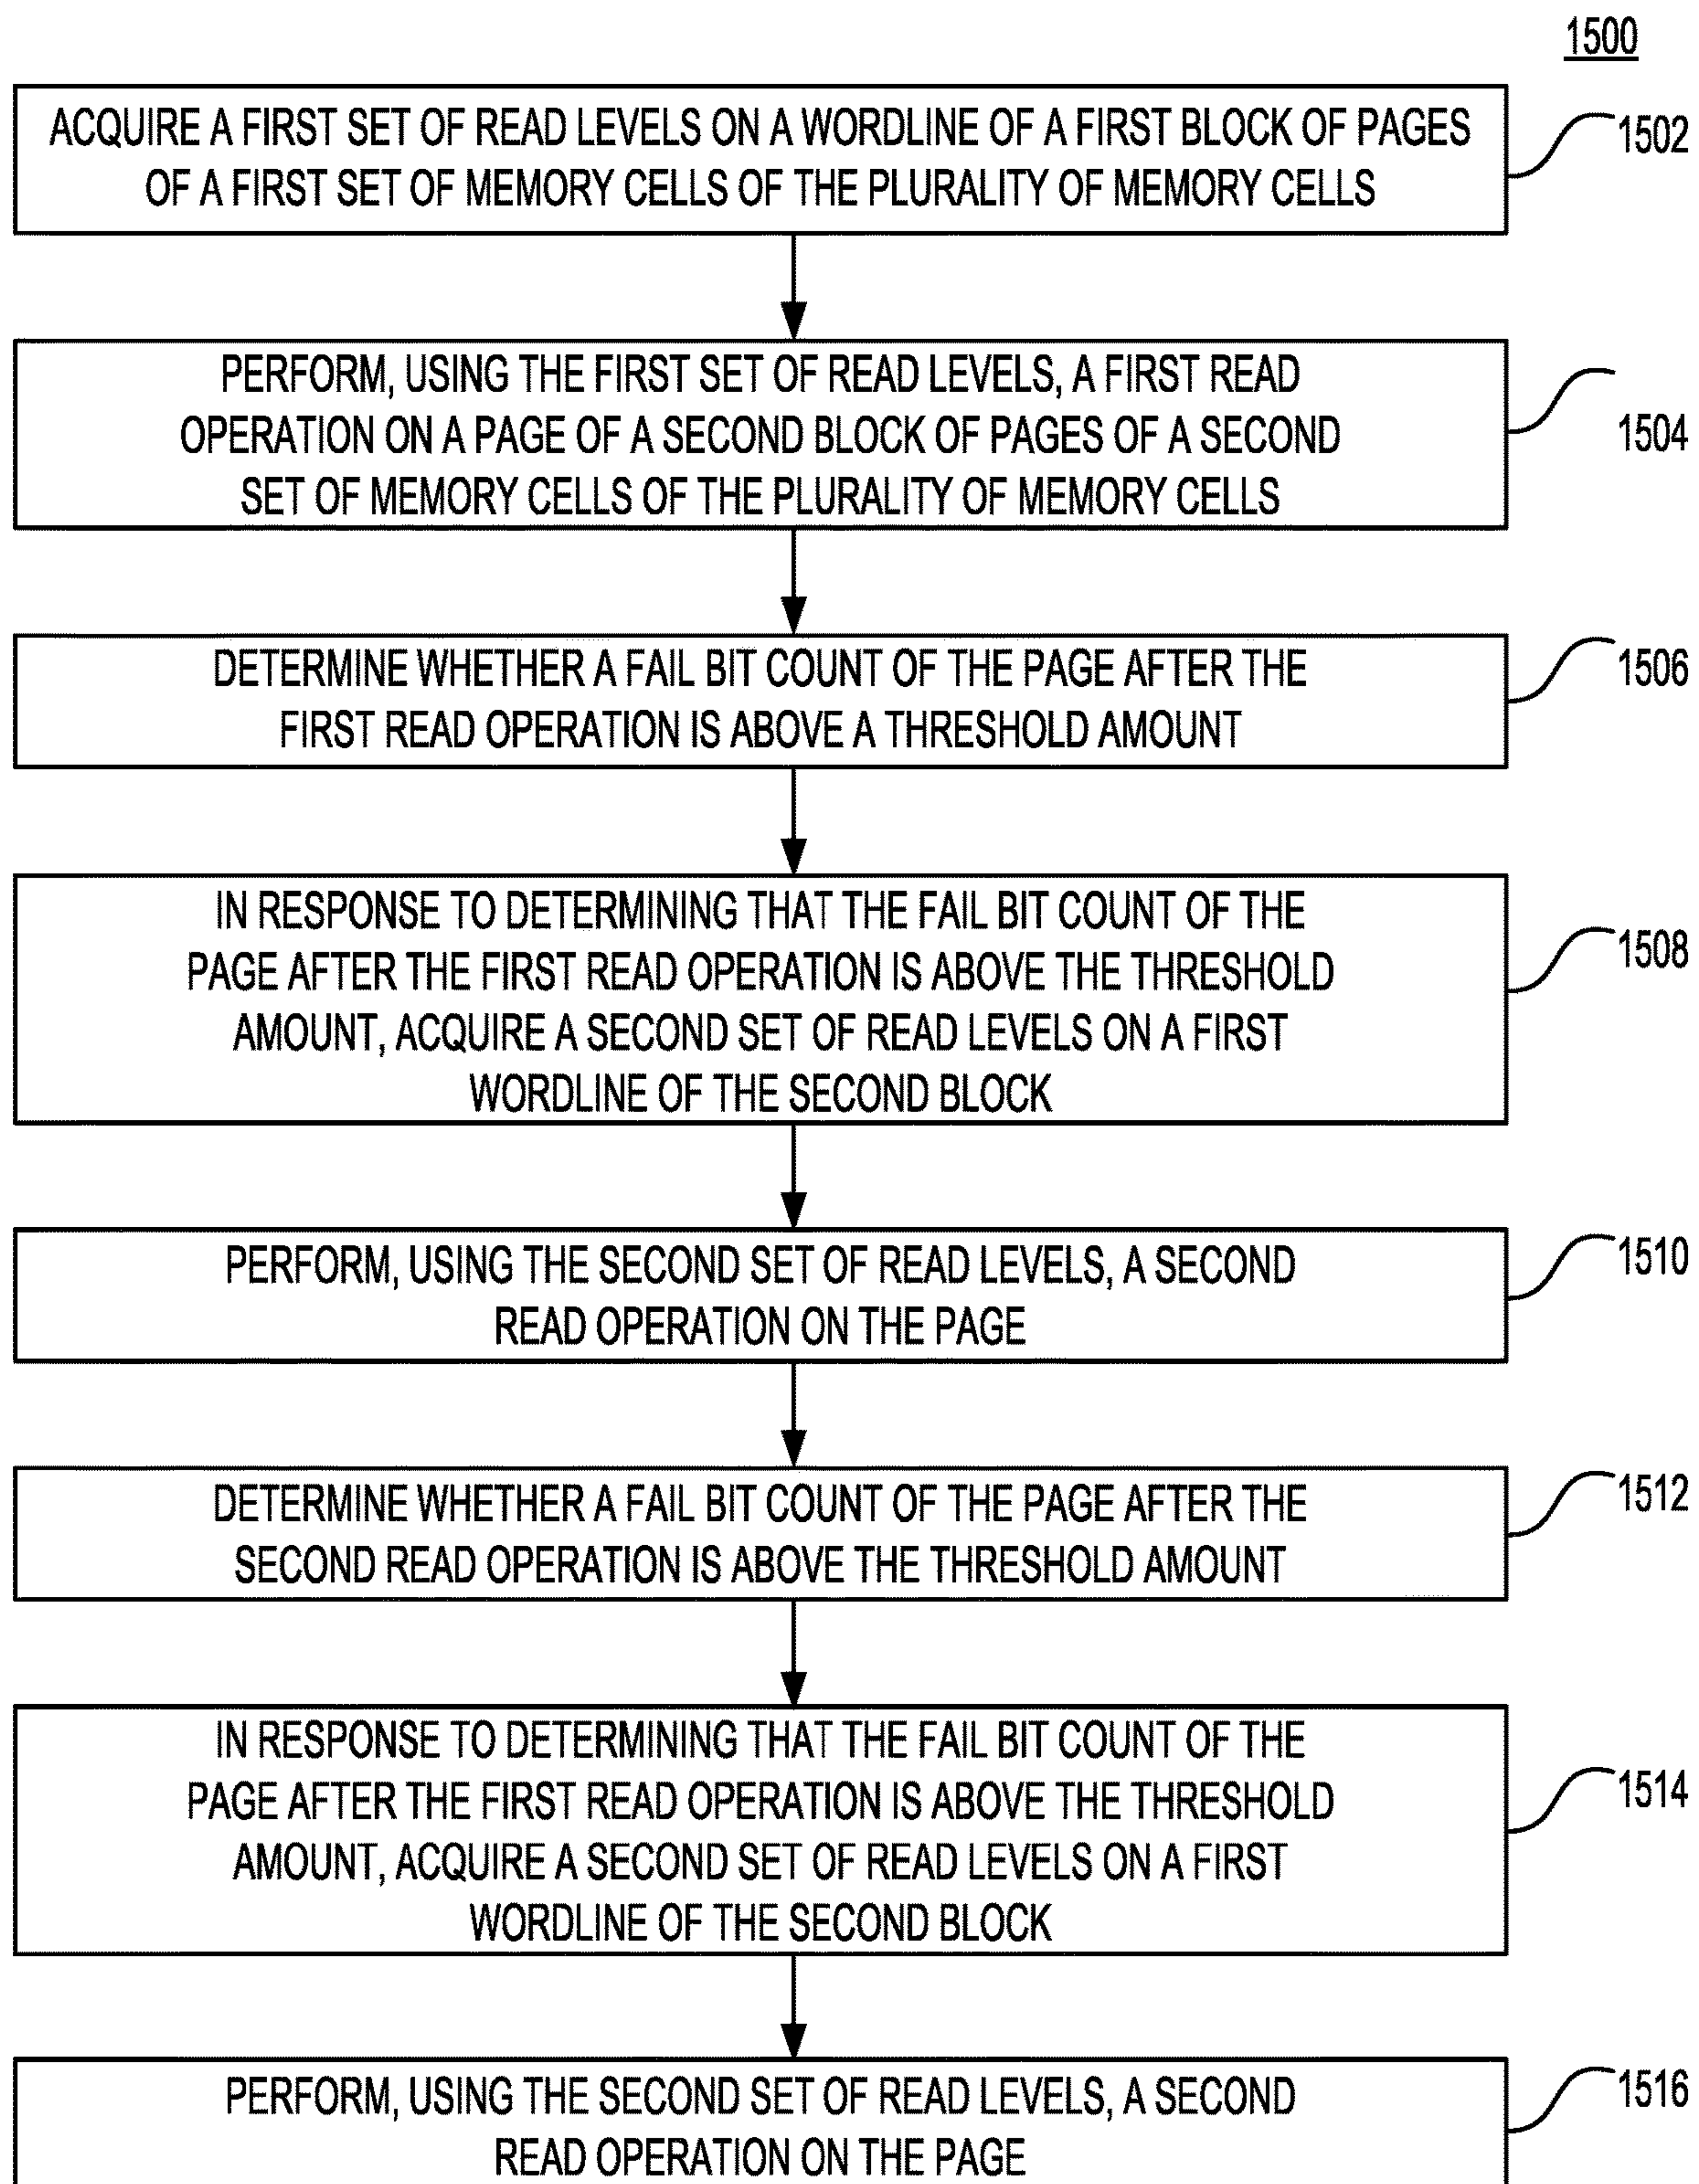 1500
ACQUIRE A FIRST SET OF READ LEVELS ON A WORDLINE OF A FIRST BLOCK OF PAGES
OF A FIRST SET OF MEMORY CELLS OF THE PLURALITY OF MEMORY CELLS
1502
PERFORM, USING THE FIRST SET OF READ LEVELS, A FIRST READ
OPERATION ON A PAGE OF A SECOND BLOCK OF PAGES OF A SECOND
SET OF MEMORY CELLS OF THE PLURALITY OF MEMORY CELLS
1504
DETERMINE WHETHER A FAIL BIT COUNT OF THE PAGE AFTER THE
FIRST READ OPERATION IS ABOVE A THRESHOLD AMOUNT
1506
IN RESPONSE TO DETERMINING THAT THE FAIL BIT COUNT OF THE
PAGE AFTER THE FIRST READ OPERATION IS ABOVE THE THRESHOLD
AMOUNT, ACQUIRE A SECOND SET OF READ LEVELS ON A FIRST
WORDLINE OF THE SECOND BLOCK
1508
PERFORM, USING THE SECOND SET OF READ LEVELS, A SECOND
READ OPERATION ON THE PAGE
1510
DETERMINE WHETHER A FAIL BIT COUNT OF THE PAGE AFTER THE
SECOND READ OPERATION IS ABOVE THE THRESHOLD AMOUNT
1512
IN RESPONSE TO DETERMINING THAT THE FAIL BIT COUNT OF THE
PAGE AFTER THE FIRST READ OPERATION IS ABOVE THE THRESHOLD
AMOUNT, ACQUIRE A SECOND SET OF READ LEVELS ON A FIRST
WORDLINE OF THE SECOND BLOCK
1514
PERFORM, USING THE SECOND SET OF READ LEVELS, A SECOND
READ OPERATION ON THE PAGE
1516